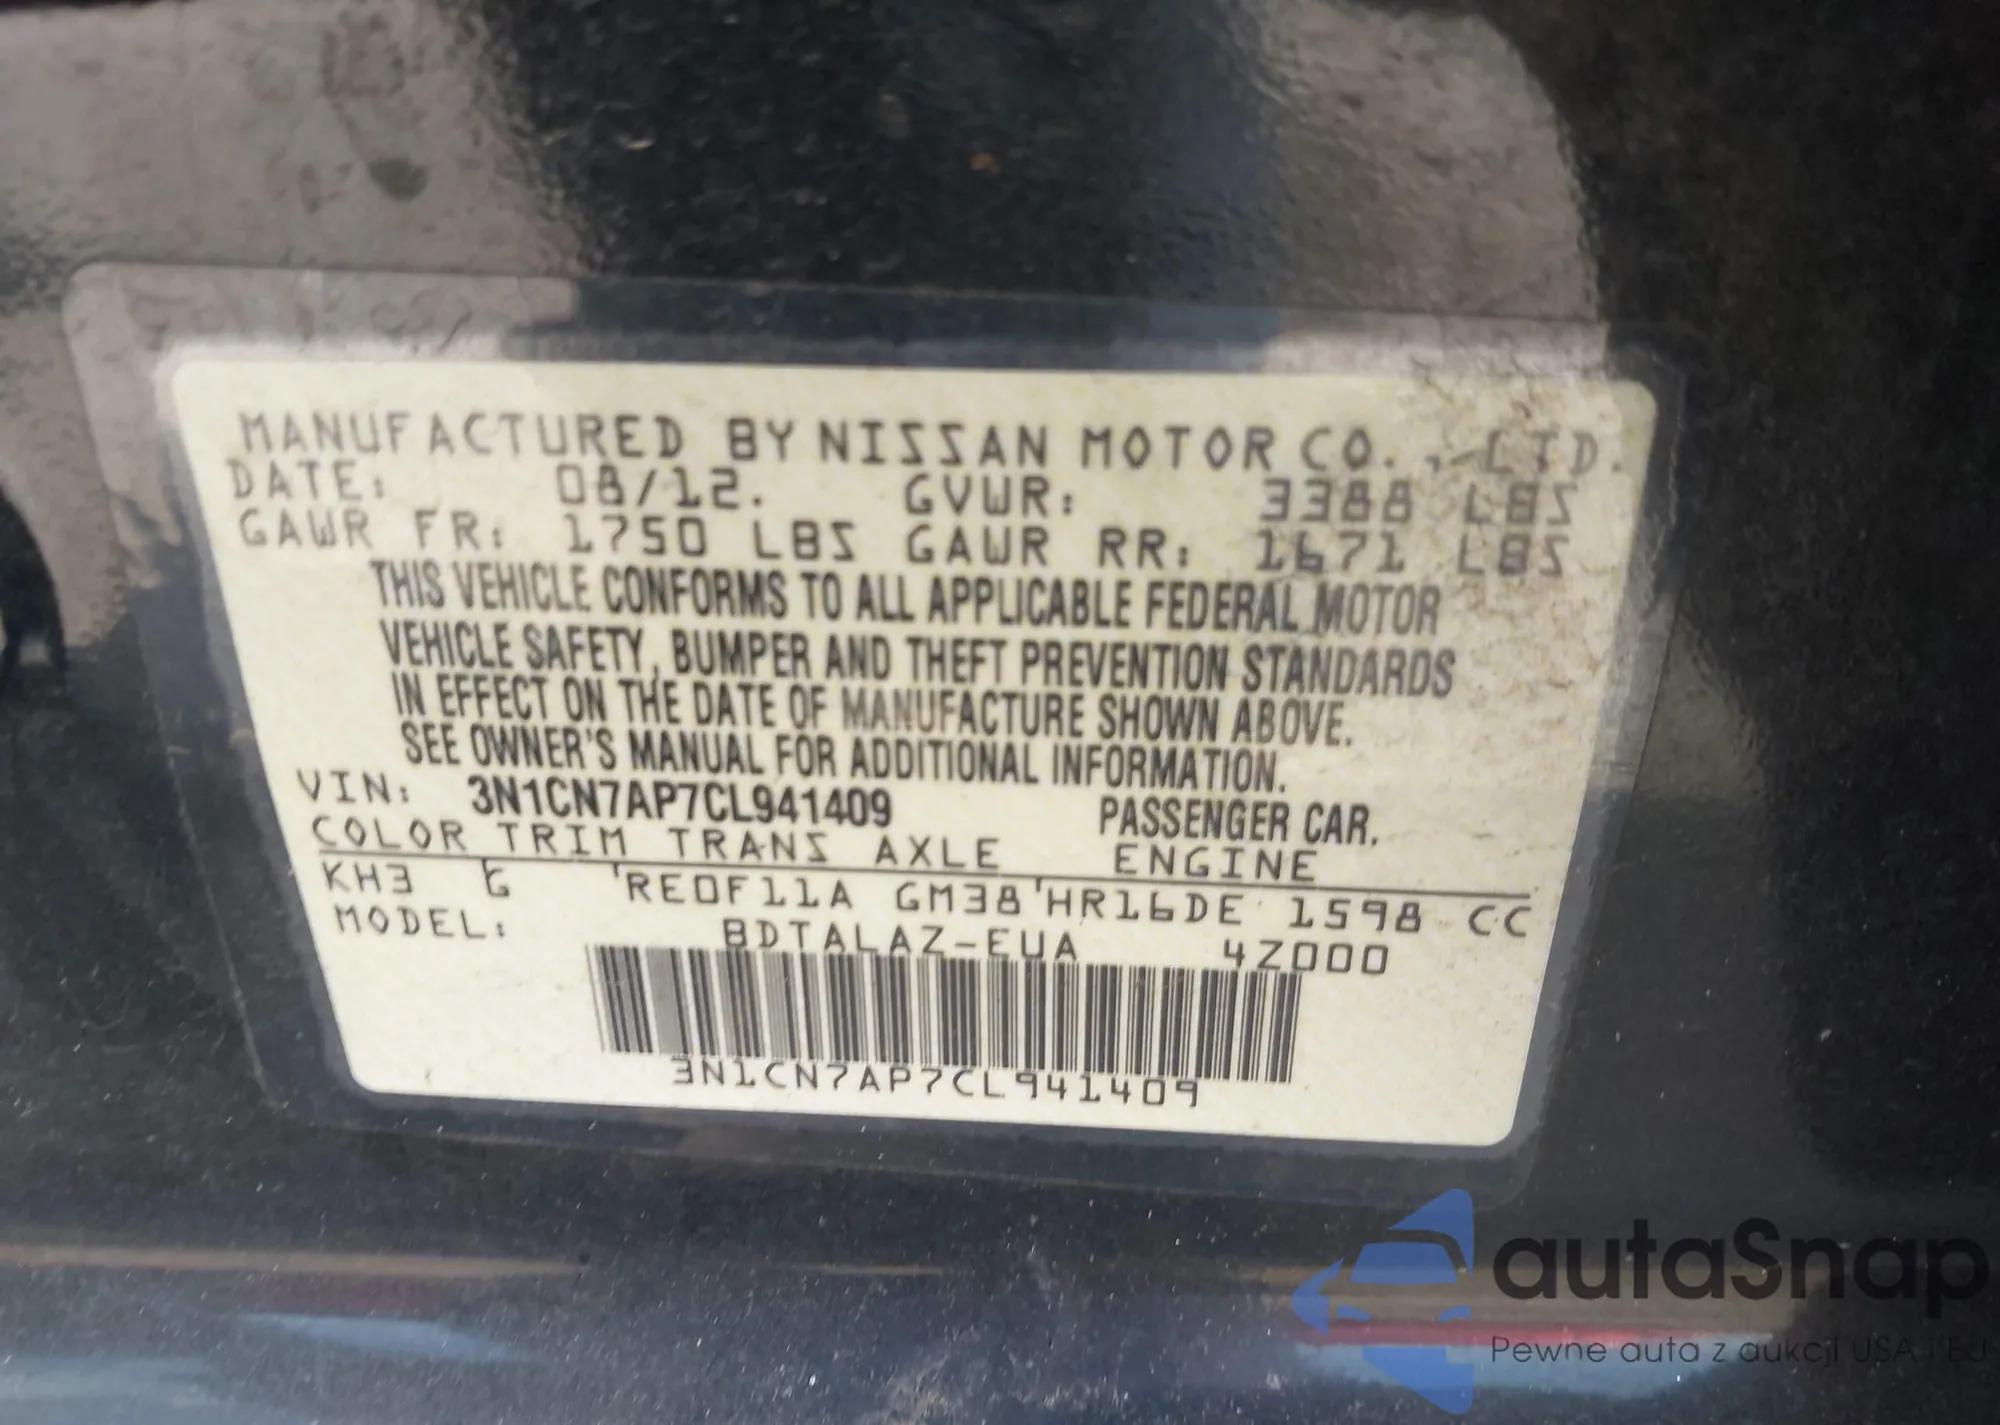 MANUFACTURED BY NISSAN MOTOR CO., LTD.
DATE: 08/12. GVWR: 3388 LBS
GAWR FR: 1750 LBS GAWR RR: 1671 LBS
THIS VEHICLE CONFORMS TO ALL APPLICABLE FEDERAL MOTOR
VEHICLE SAFETY, BUMPER AND THEFT PREVENTION STANDARDS
IN EFFECT ON THE DATE OF MANUFACTURE SHOWN ABOVE.
SEE OWNER'S MANUAL FOR ADDITIONAL INFORMATION.
VIN: 3N1CN7AP7CL941409 PASSENGER CAR.
COLOR TRIM TRANS AXLE ENGINE
KH3 G 'RE0F11A GM38'HR16DE 1598 CC
MODEL: BDTALAZ-EUA 4Z000
3N1CN7AP7CL941409
autaSnap
Pewne auta z aukcji USA i EU